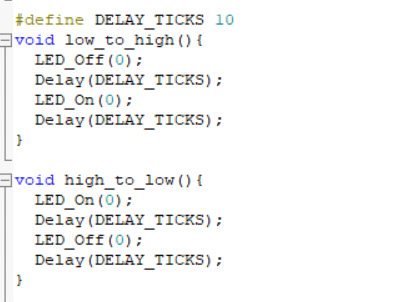 #define DELAY_TICKS 10
void low_to_high(){
LED_Off(0);
Delay(DELAY_TICKS);
LED_On(0);
Delay(DELAY_TICKS);
}
void high_to_low(){
LED_On(0);
Delay(DELAY_TICKS);
LED_Off(0);
Delay(DELAY_TICKS);
}